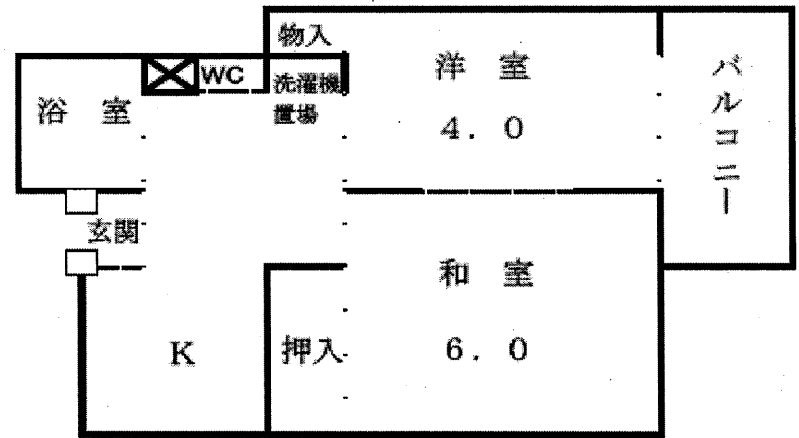 物入
洋 室
4. 0
バルコニー
WC
洗濯機
置場
浴 室
玄関
和 室
6. 0
K
押入